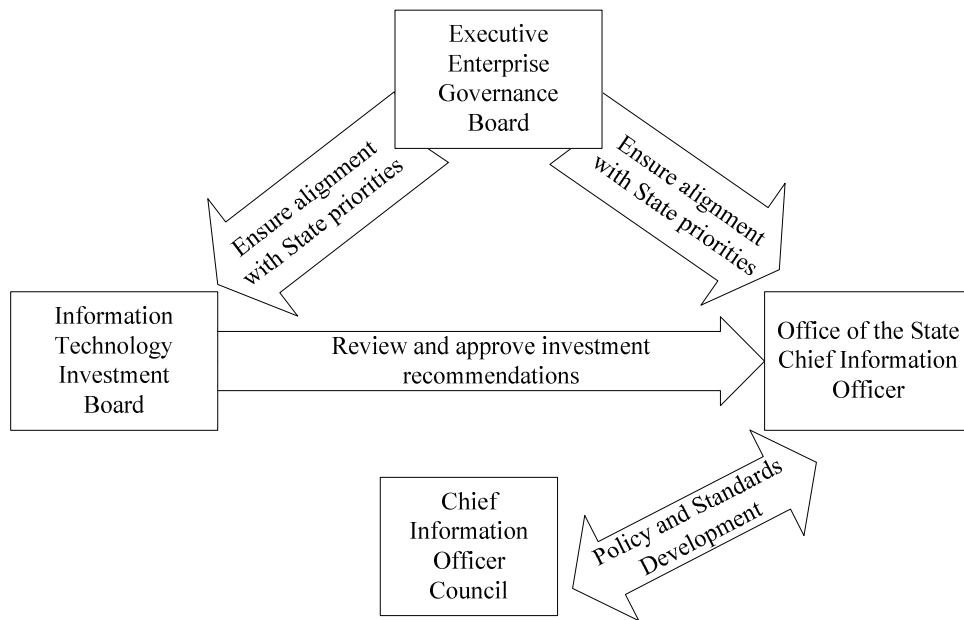 Executive
Enterprise
Governance
Board
Ensure alignment
with State priorities
Ensure alignment
with State priorities
Information
Technology
Investment
Board
Review and approve investment
recommendations
Office of the State
Chief Information
Officer
Chief
Information
Officer
Council
Policy and Standards
Development